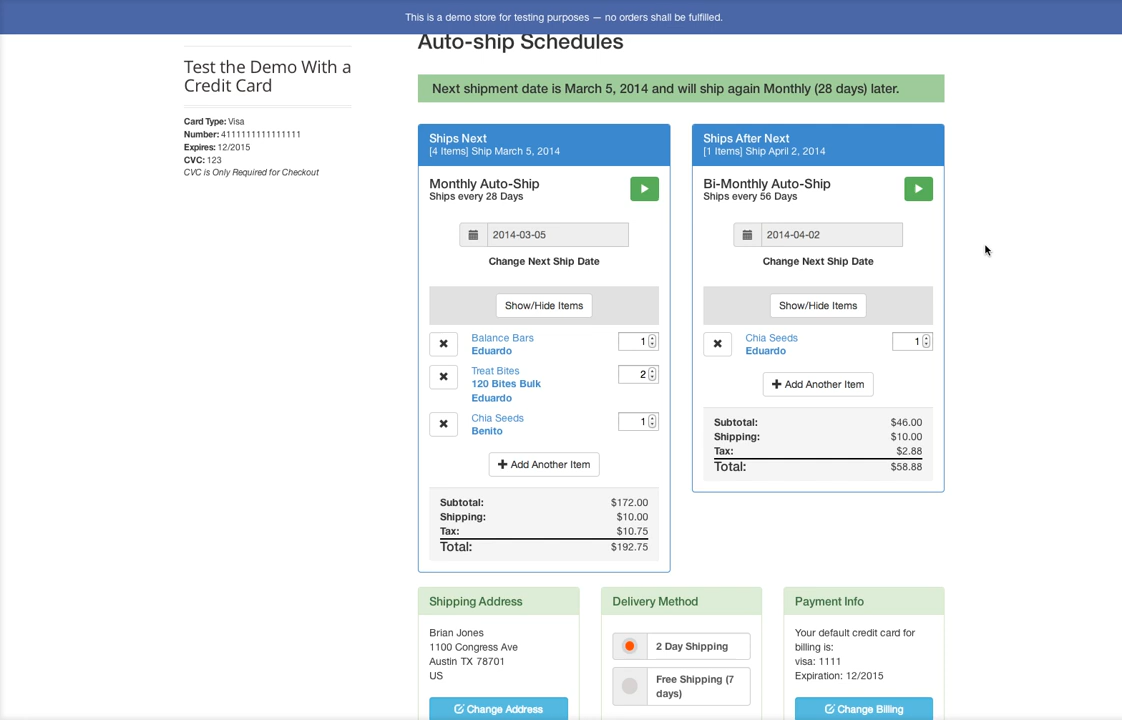 This is a demo store for testing purposes — no orders shall be fulfilled.
Test the Demo With a
Credit Card
Card Type: Visa
Number: 4111111111111111
Expires: 12/2015
CVC: 123
CVC is Only Required for Checkout
Auto-ship Schedules
Next shipment date is March 5, 2014 and will ship again Monthly (28 days) later.
Ships Next
[4 Items] Ship March 5, 2014
Monthly Auto-Ship
Ships every 28 Days
2014-03-05
Change Next Ship Date
Show/Hide Items
Balance Bars 1
Eduardo
Treat Bites 2
120 Bites Bulk
Eduardo
Chia Seeds 1
Benito
Add Another Item
Subtotal: $172.00
Shipping: $10.00
Tax: $10.75
Total: $192.75
Ships After Next
[1 Items] Ship April 2, 2014
Bi-Monthly Auto-Ship
Ships every 56 Days
2014-04-02
Change Next Ship Date
Show/Hide Items
Chia Seeds 1
Eduardo
Add Another Item
Subtotal: $46.00
Shipping: $10.00
Tax: $2.88
Total: $58.88
Shipping Address
Brian Jones
1100 Congress Ave
Austin TX 78701
US
Change Address
Delivery Method
2 Day Shipping
Free Shipping (7
days)
Payment Info
Your default credit card for
billing is:
visa: 1111
Expiration: 12/2015
Change Billing